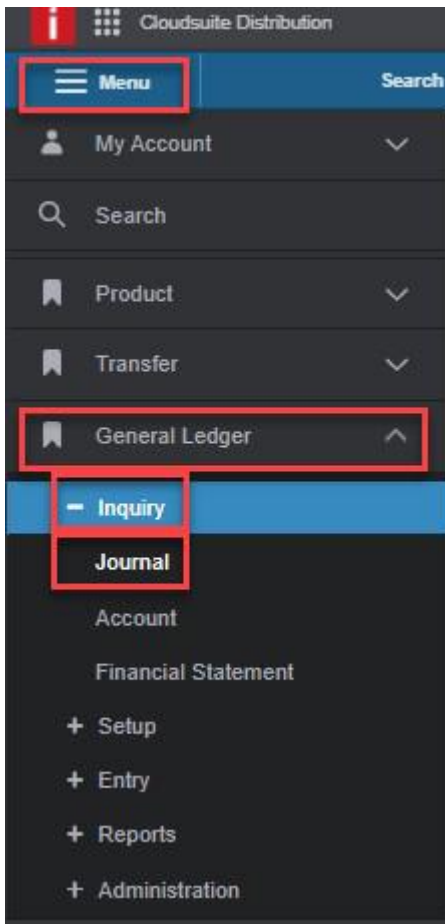 i Cloudsuite Distribution
Menu Search
My Account
Search
Product
Transfer
General Ledger
Inquiry
Journal
Account
Financial Statement
+ Setup
+ Entry
+ Reports
+ Administration